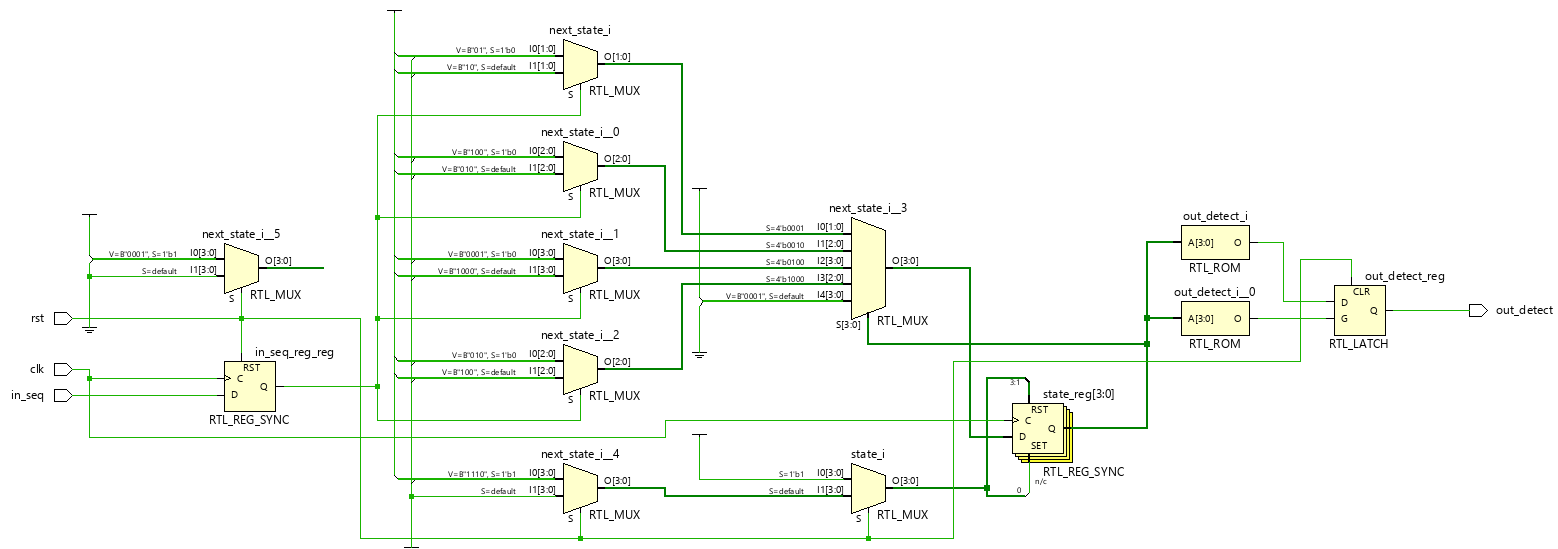 next_state_i
V=B"01", S=1'b0 I0[1:0]
V=B"10", S=default I1[1:0]
O[1:0]
S
RTL_MUX
next_state_i__0
V=B"100", S=1'b0 I0[2:0]
V=B"010", S=default I1[2:0]
O[2:0]
S
RTL_MUX
next_state_i__5
V=B"0001", S=1'b1 I0[3:0]
S=default I1[3:0]
O[3:0]
S
RTL_MUX
next_state_i__1
V=B"0001", S=1'b0 I0[3:0]
V=B"1000", S=default I1[3:0]
O[3:0]
S
RTL_MUX
next_state_i__3
S=4'b0001 I0[1:0]
S=4'b0010 I1[2:0]
S=4'b0100 I2[3:0]
S=4'b1000 I3[2:0]
V=B"0001", S=default I4[3:0]
O[3:0]
S[3:0]
RTL_MUX
out_detect_i
A[3:0] O
RTL_ROM
out_detect_i__0
A[3:0] O
RTL_ROM
out_detect_reg
CLR
D
G
Q
RTL_LATCH
out_detect
rst
clk
in_seq
in_seq_reg_reg
RST
C
D
Q
RTL_REG_SYNC
next_state_i__2
V=B"010", S=1'b0 I0[2:0]
V=B"100", S=default I1[2:0]
O[2:0]
S
RTL_MUX
3:1
state_reg[3:0]
RST
C
D
Q
SET
RTL_REG_SYNC
n/c
0
next_state_i__4
V=B"1110", S=1'b1 I0[3:0]
S=default I1[3:0]
O[3:0]
S
RTL_MUX
state_i
S=1'b1 I0[3:0]
S=default I1[3:0]
O[3:0]
S
RTL_MUX